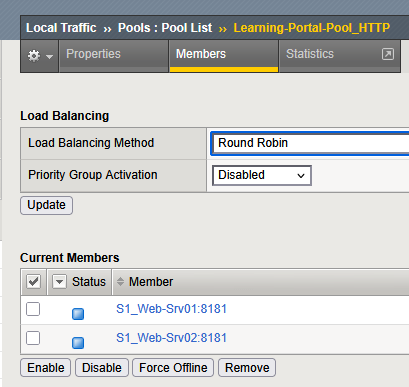 Local Traffic ›› Pools : Pool List ›› Learning-Portal-Pool_HTTP
Properties Members Statistics
Load Balancing
Load Balancing Method Round Robin
Priority Group Activation Disabled
Update
Current Members
Status Member
S1_Web-Srv01:8181
S1_Web-Srv02:8181
Enable Disable Force Offline Remove